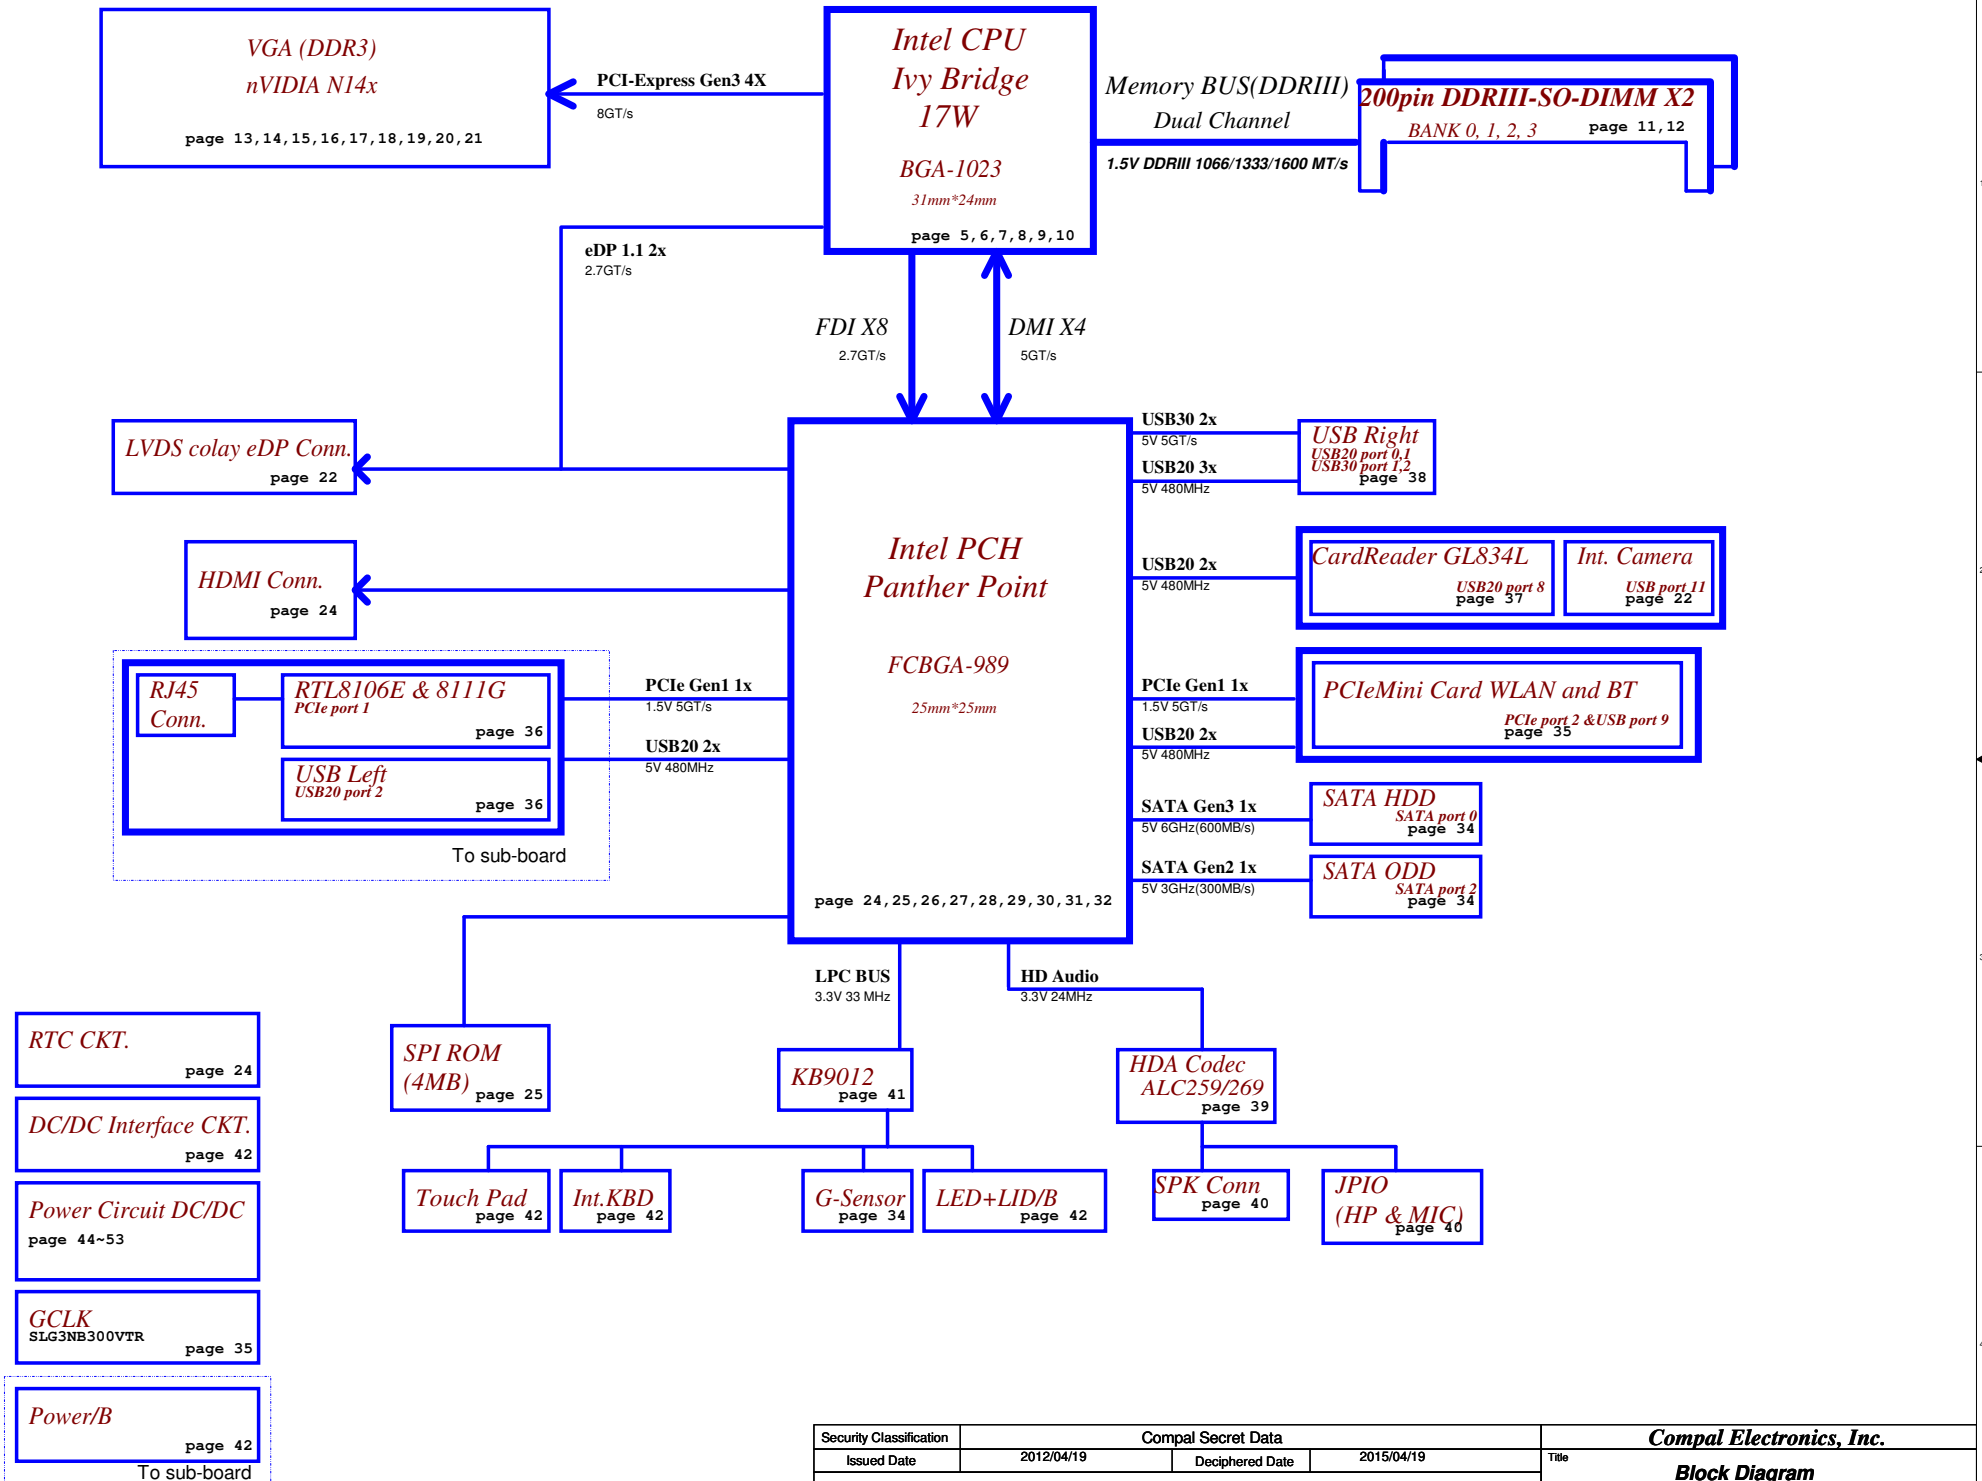 VGA (DDR3)
nVIDIA N14x
page 13,14,15,16,17,18,19,20,21
PCI-Express Gen3 4X
8GT/s
Intel CPU
Ivy Bridge
17W
BGA-1023
31mm*24mm
page 5,6,7,8,9,10
Memory BUS(DDRIII)
Dual Channel
1.5V DDRIII 1066/1333/1600 MT/s
200pin DDRIII-SO-DIMM X2
BANK 0, 1, 2, 3
page 11,12
eDP 1.1 2x
2.7GT/s
FDI X8
2.7GT/s
DMI X4
5GT/s
LVDS colay eDP Conn.
page 22
HDMI Conn.
page 24
RJ45
Conn.
RTL8106E & 8111G
PCIe port 1
page 36
USB Left
USB20 port 2
page 36
To sub-board
PCIe Gen1 1x
1.5V 5GT/s
USB20 2x
5V 480MHz
Intel PCH
Panther Point
FCBGA-989
25mm*25mm
page 24,25,26,27,28,29,30,31,32
USB30 2x
5V 5GT/s
USB20 3x
5V 480MHz
USB Right
USB20 port 0,1
USB30 port 1,2
page 38
USB20 2x
5V 480MHz
CardReader GL834L
USB20 port 8
page 37
Int. Camera
USB port 11
page 22
PCIe Gen1 1x
1.5V 5GT/s
USB20 2x
5V 480MHz
PCIeMini Card WLAN and BT
PCIe port 2 &USB port 9
page 35
SATA Gen3 1x
5V 6GHz(600MB/s)
SATA HDD
SATA port 0
page 34
SATA Gen2 1x
5V 3GHz(300MB/s)
SATA ODD
SATA port 2
page 34
LPC BUS
3.3V 33 MHz
HD Audio
3.3V 24MHz
SPI ROM
(4MB)
page 25
KB9012
page 41
HDA Codec
ALC259/269
page 39
Touch Pad
page 42
Int.KBD
page 42
G-Sensor
page 34
LED+LID/B
page 42
SPK Conn
page 40
JPIO
(HP & MIC)
page 40
RTC CKT.
page 24
DC/DC Interface CKT.
page 42
Power Circuit DC/DC
page 44~53
GCLK
SLG3NB300VTR
page 35
Power/B
page 42
To sub-board
Security Classification
Compal Secret Data
Compal Electronics, Inc.
Issued Date
2012/04/19
Deciphered Date
2015/04/19
Title
Block Diagram